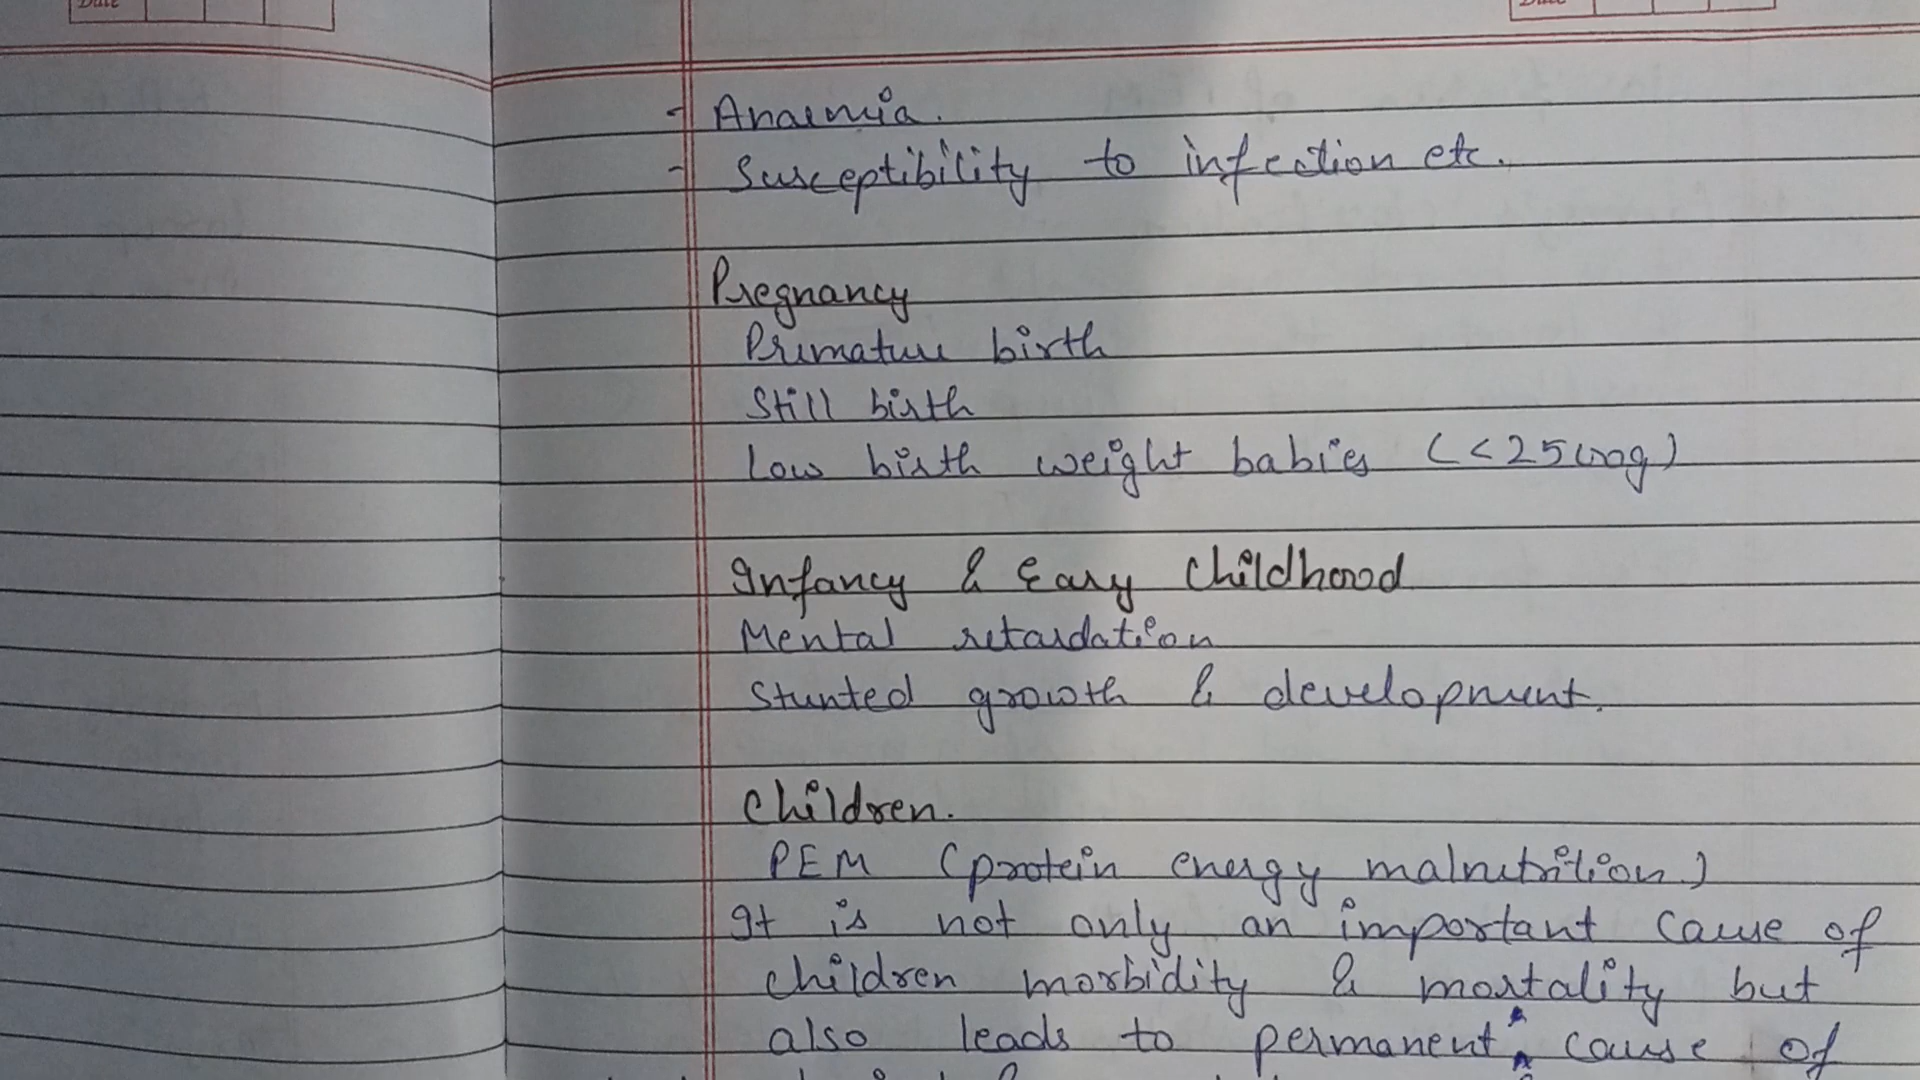 Date
Date
- Anaemia.
- Susceptibility to infection etc.
Pregnancy
Premature birth
Still birth
Low birth weight babies (<2500g)
Infancy & Eary Childhood
Mental retardation
Stunted growth & development.
Children.
PEM (protein energy malnutrition)
It is not only an important cause of
children morbidity & mortality but
also leads to permanent cause of